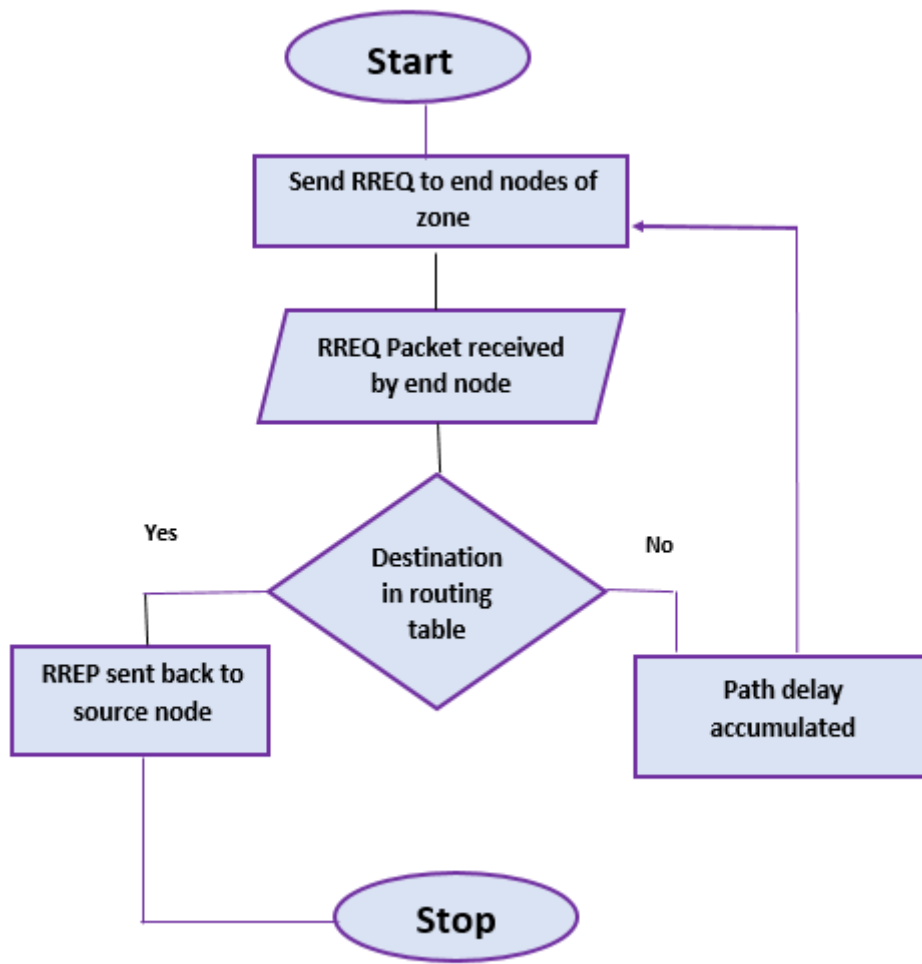 Start
Send RREQ to end nodes of
zone
RREQ Packet received
by end node
Yes
No
Destination
in routing
table
RREP sent back to
source node
Path delay
accumulated
Stop